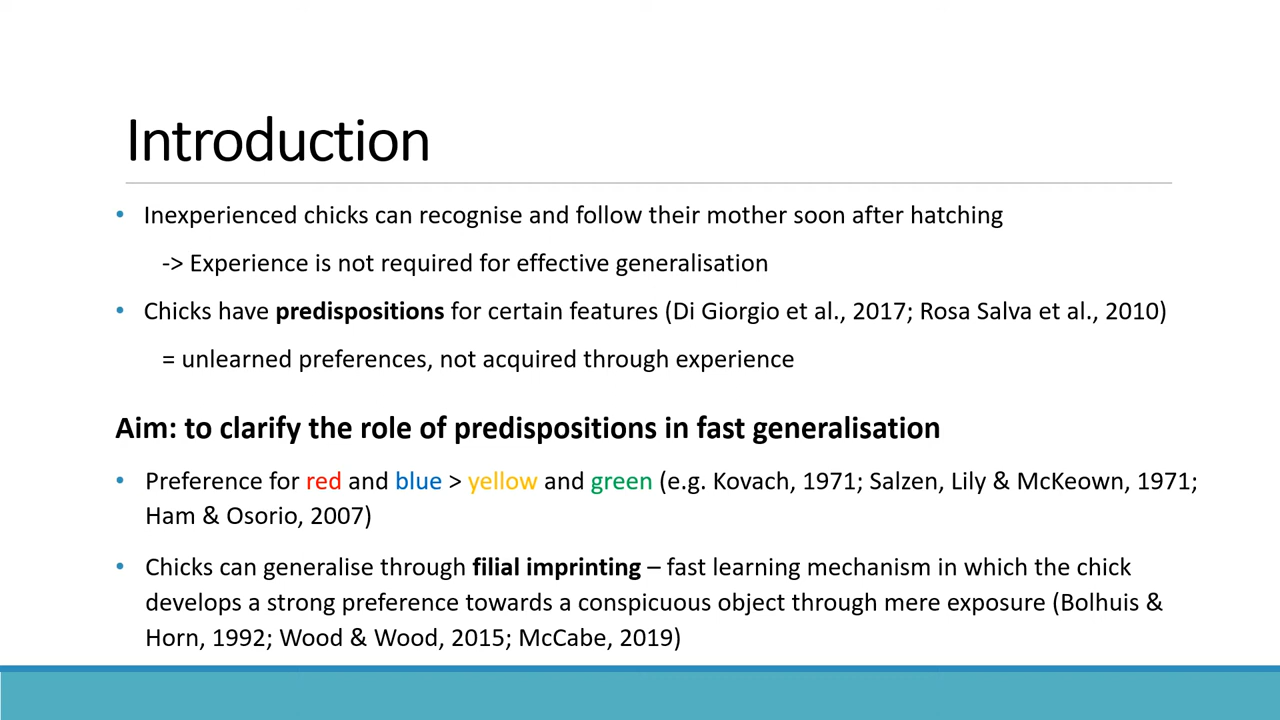 Introduction
• Inexperienced chicks can recognise and follow their mother soon after hatching
-> Experience is not required for effective generalisation
• Chicks have predispositions for certain features (Di Giorgio et al., 2017; Rosa Salva et al., 2010)
= unlearned preferences, not acquired through experience
Aim: to clarify the role of predispositions in fast generalisation
• Preference for red and blue > yellow and green (e.g. Kovach, 1971; Salzen, Lily & McKeown, 1971;
Ham & Osorio, 2007)
• Chicks can generalise through filial imprinting – fast learning mechanism in which the chick
develops a strong preference towards a conspicuous object through mere exposure (Bolhuis &
Horn, 1992; Wood & Wood, 2015; McCabe, 2019)